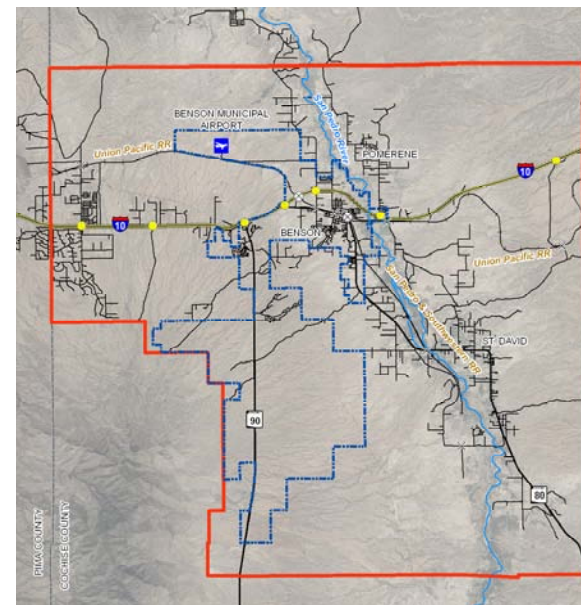 BENSON MUNICIPAL
AIRPORT
San Pedro River
Union Pacific RR
POMERENE
10
10
BENSON
Union Pacific RR
San Pedro & Southwestern RR
ST. DAVID
90
80
PIMA COUNTY
COCHISE COUNTY